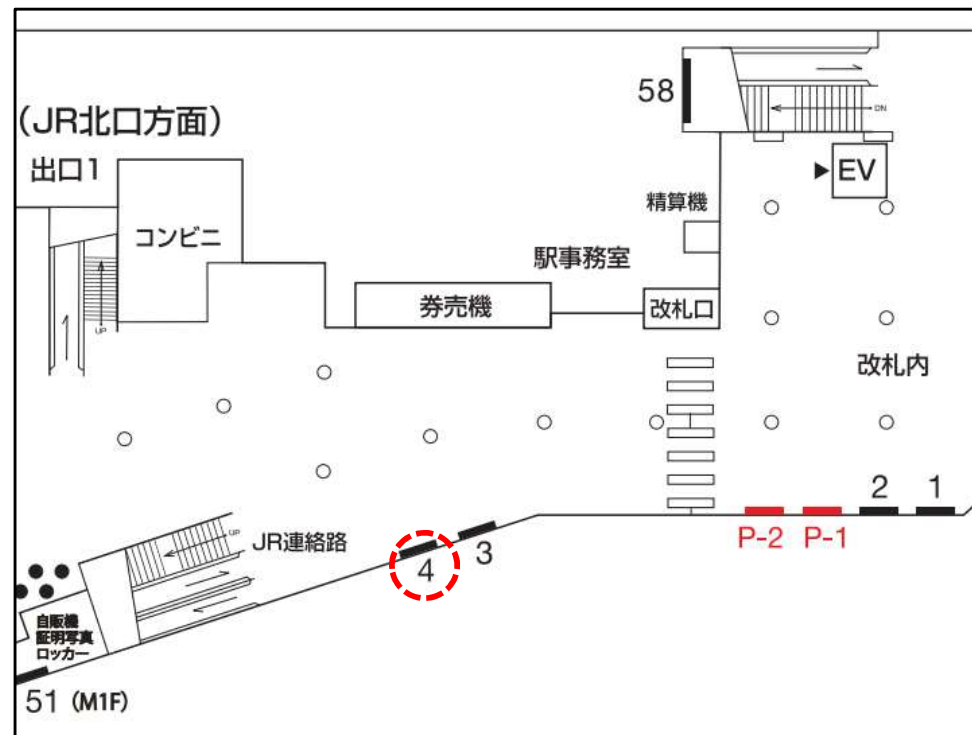 58
DN
(JR北口方面)
出口1
EV
精算機
コンビニ
駅事務室
券売機
改札口
UP
改札内
2
1
P-2
P-1
UP
JR連絡路
3
4
自販機
証明写真
ロッカー
51 (M1F)